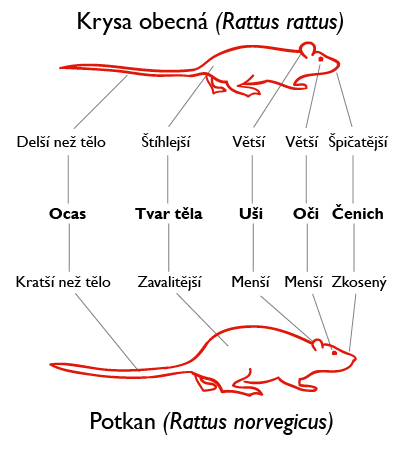 Krysa obecná (Rattus rattus)
Delší než tělo Štíhlejší Větší Větší Špičatější
Ocas Tvar těla Uši Oči Čenich
Kratší než tělo Zavalitější Menší Menší Zkosený
Potkan (Rattus norvegicus)